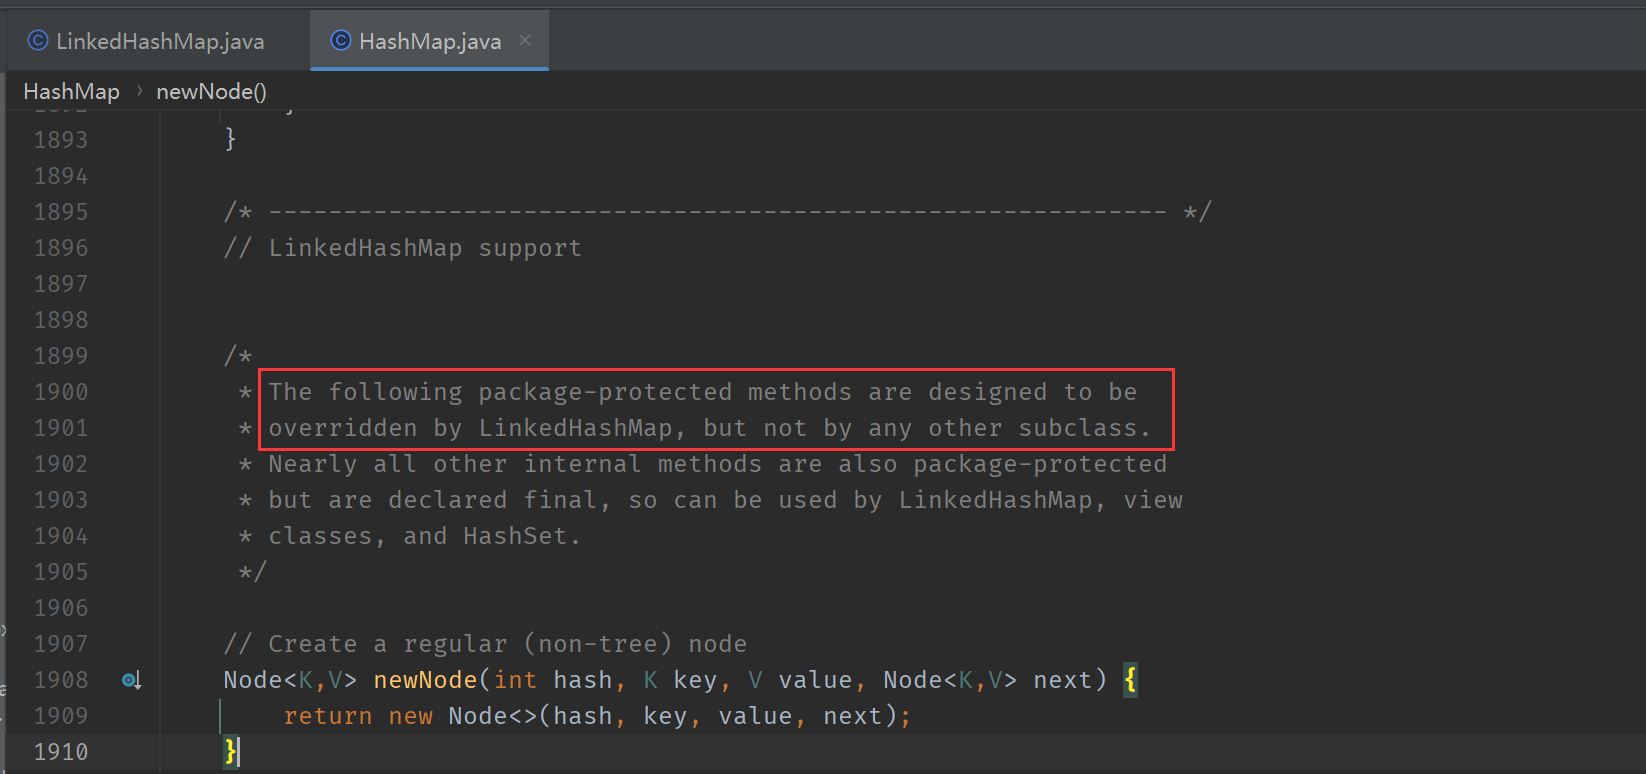 LinkedHashMap.java
HashMap.java
HashMap › newNode()
1893 }
1894
1895 /* ------------------------------------------------------------ */
1896 // LinkedHashMap support
1897
1898
1899 /*
1900 * The following package-protected methods are designed to be
1901 * overridden by LinkedHashMap, but not by any other subclass.
1902 * Nearly all other internal methods are also package-protected
1903 * but are declared final, so can be used by LinkedHashMap, view
1904 * classes, and HashSet.
1905 */
1906
1907 // Create a regular (non-tree) node
1908 Node<K,V> newNode(int hash, K key, V value, Node<K,V> next) {
1909 return new Node<>(hash, key, value, next);
1910 }